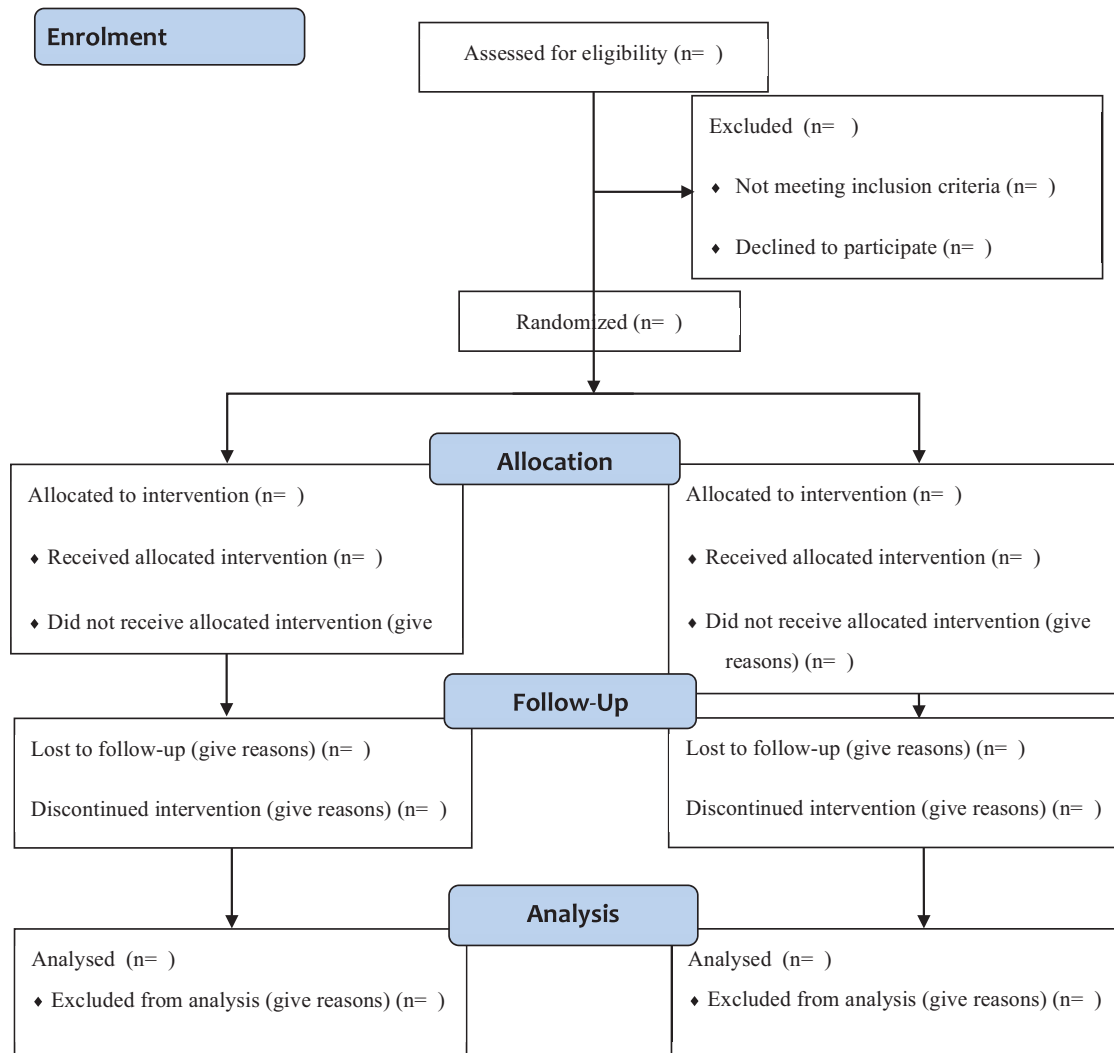 Enrolment
Assessed for eligibility (n=  )
Excluded  (n=   )
♦ Not meeting inclusion criteria (n=  )
♦ Declined to participate (n=  )
Randomized (n=  )
Allocation
Allocated to intervention (n=  )
♦ Received allocated intervention (n=  )
♦ Did not receive allocated intervention (give
Allocated to intervention (n=  )
♦ Received allocated intervention (n=  )
♦ Did not receive allocated intervention (give
reasons) (n=  )
Follow-Up
Lost to follow-up (give reasons) (n=  )
Discontinued intervention (give reasons) (n=  )
Lost to follow-up (give reasons) (n=  )
Discontinued intervention (give reasons) (n=  )
Analysis
Analysed  (n=  )
♦ Excluded from analysis (give reasons) (n=  )
Analysed  (n=  )
♦ Excluded from analysis (give reasons) (n=  )